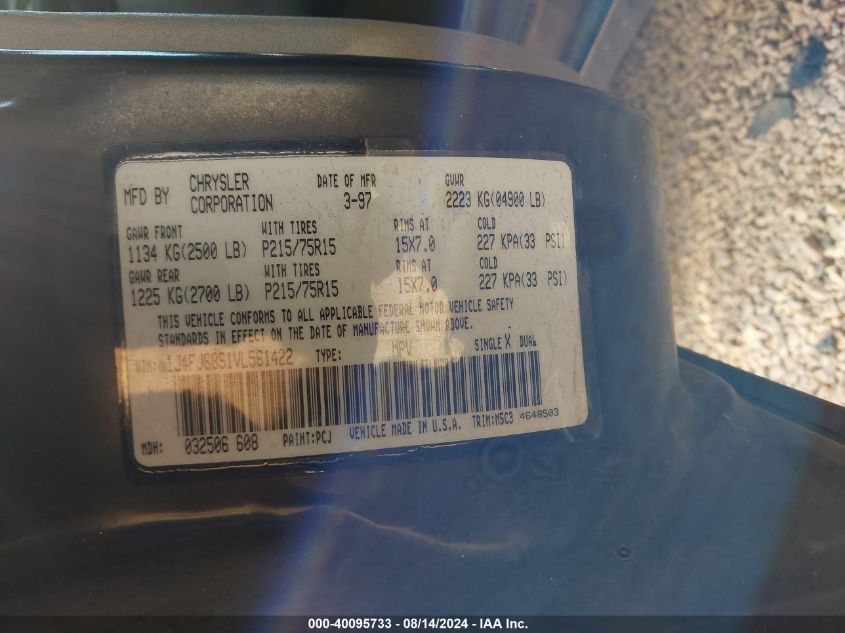 MFD BY CHRYSLER CORPORATION DATE OF MFR 3-97 GVWR 2223 KG(04900 LB)
GAWR FRONT WITH TIRES RIMS AT COLD
1134 KG(2500 LB) P215/75R15 15X7.0 227 KPA(33 PSI)
GAWR REAR WITH TIRES RIMS AT COLD
1225 KG(2700 LB) P215/75R15 15X7.0 227 KPA(33 PSI)
THIS VEHICLE CONFORMS TO ALL APPLICABLE FEDERAL MOTOR VEHICLE SAFETY
STANDARDS IN EFFECT ON THE DATE OF MANUFACTURE SHOWN ABOVE.
VIN: 1J4FJ68S1VL561422 TYPE: MPV SINGLE X DUAL
MDH: 032506 608 PAINT:PCJ VEHICLE MADE IN U.S.A. TRIM:M5C3 4648503
000-40095733 - 08/14/2024 - IAA Inc.